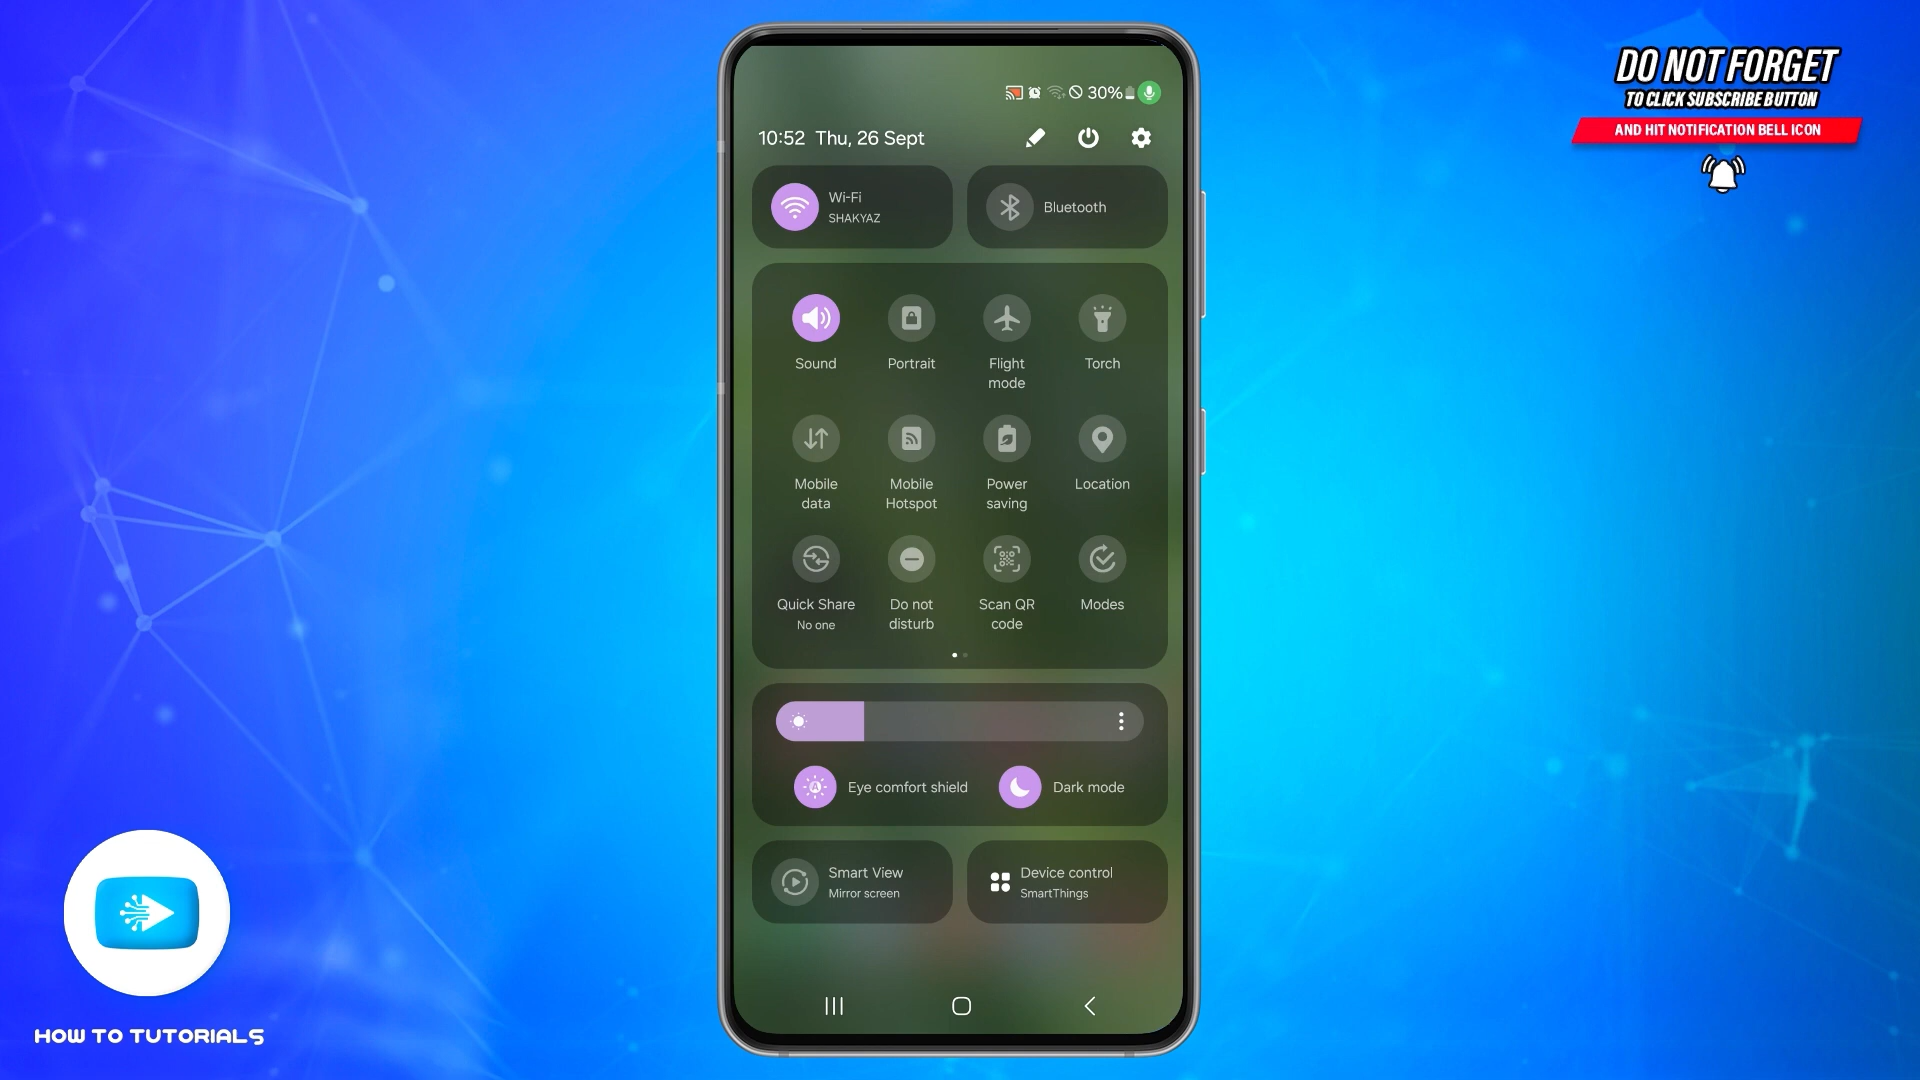 DO NOT FORGET
TO CLICK SUBSCRIBE BUTTON
AND HIT NOTIFICATION BELL ICON
30%
10:52 Thu, 26 Sept
Wi-Fi
SHAKYAZ
Bluetooth
Sound
Portrait
Flight
mode
Torch
Mobile
data
Mobile
Hotspot
Power
saving
Location
Quick Share
No one
Do not
disturb
Scan QR
code
Modes
Eye comfort shield
Dark mode
Smart View
Mirror screen
Device control
SmartThings
HOW TO TUTORIALS